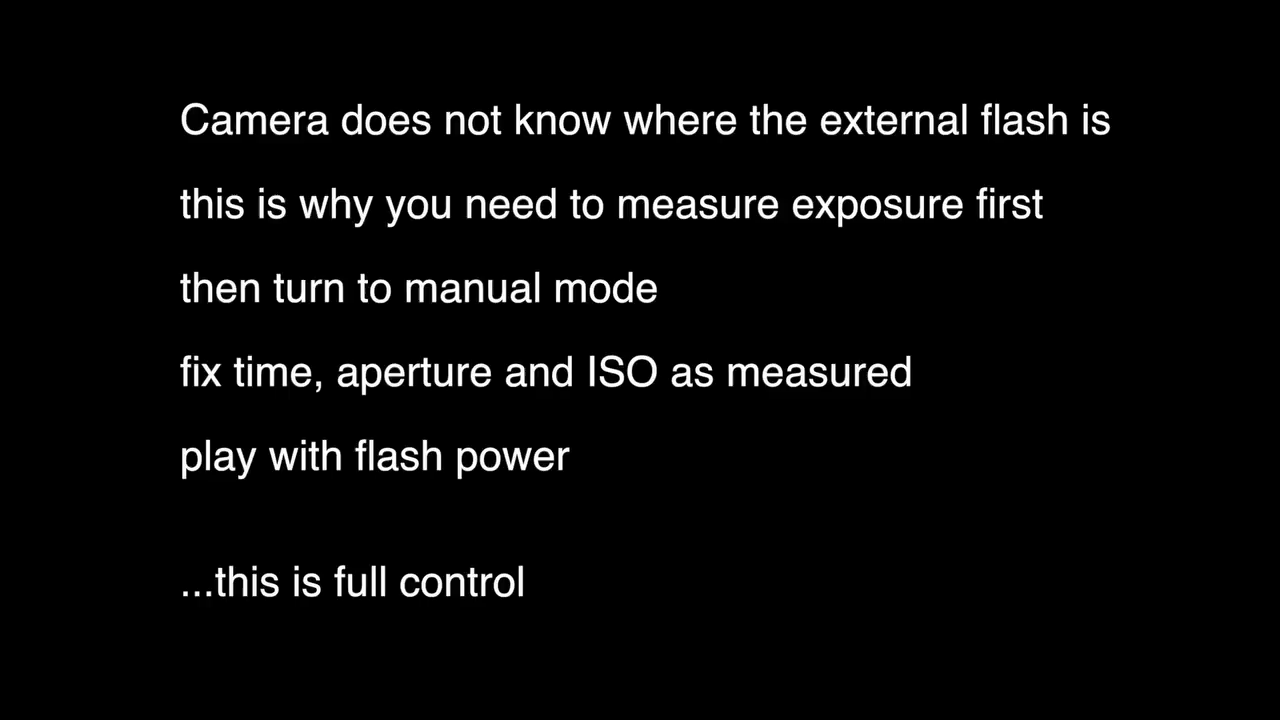 Camera does not know where the external flash is
this is why you need to measure exposure first
then turn to manual mode
fix time, aperture and ISO as measured
play with flash power
...this is full control